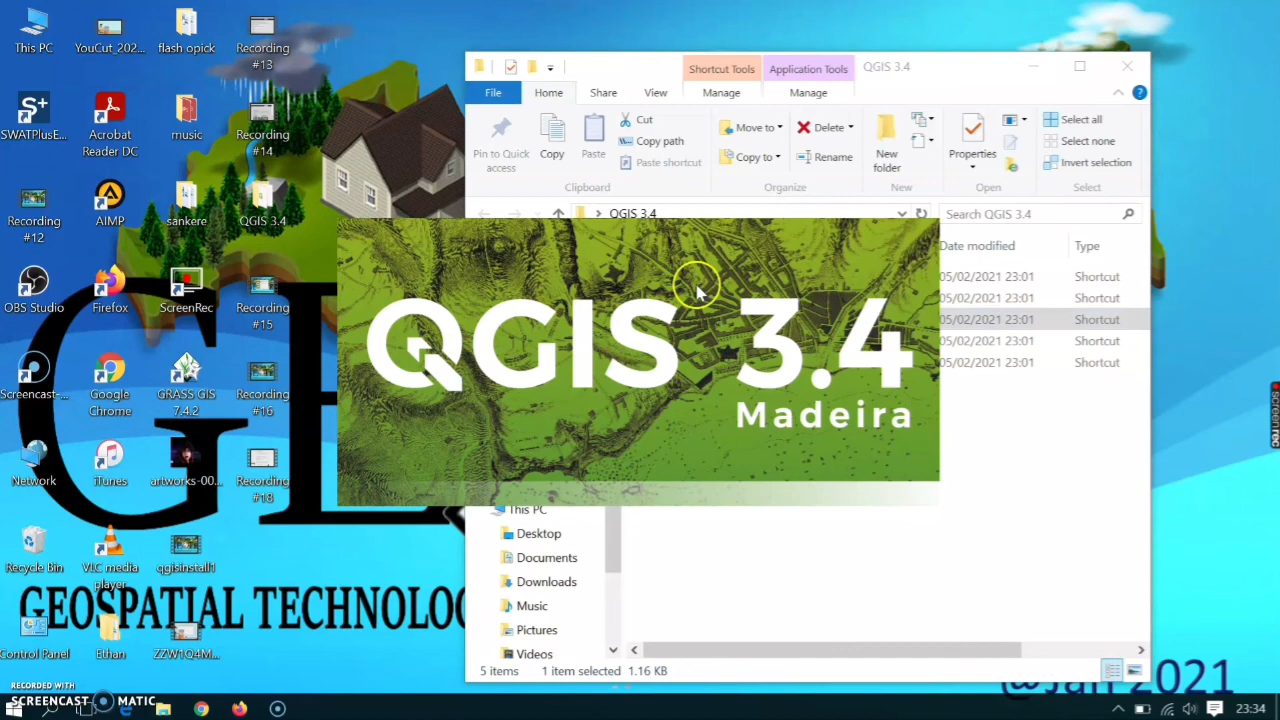 This PC
YouCut_202...
flash opick
Recording
#13
SWATPlusE...
Acrobat
Reader DC
music
Recording
#14
Recording
#12
AIMP
sankere
QGIS 3.4
OBS Studio
Firefox
ScreenRec
Recording
#15
Screencast-...
Google
Chrome
GRASS GIS
7.4.2
Recording
#16
Network
iTunes
artworks-00...
Recording
#18
Recycle Bin
VLC media
player
qgisinstall1
Control Panel
Ethan
ZZW1Q4M...
GEOSPATIAL TECHNOLO
@Jan 2021
Shortcut Tools
Application Tools
QGIS 3.4
File
Home
Share
View
Manage
Manage
Pin to Quick
access
Copy
Paste
Cut
Copy path
Paste shortcut
Clipboard
Move to
Copy to
Delete
Rename
Organize
New
folder
New
Properties
Open
Select all
Select none
Invert selection
Select
QGIS 3.4
Search QGIS 3.4
Date modified
Type
05/02/2021 23:01
Shortcut
05/02/2021 23:01
Shortcut
05/02/2021 23:01
Shortcut
05/02/2021 23:01
Shortcut
05/02/2021 23:01
Shortcut
QGIS 3.4
Madeira
This PC
Desktop
Documents
Downloads
Music
Pictures
Videos
5 items
1 item selected 1.16 KB
screenrec
RECORDED WITH
SCREENCAST MATIC
23:34